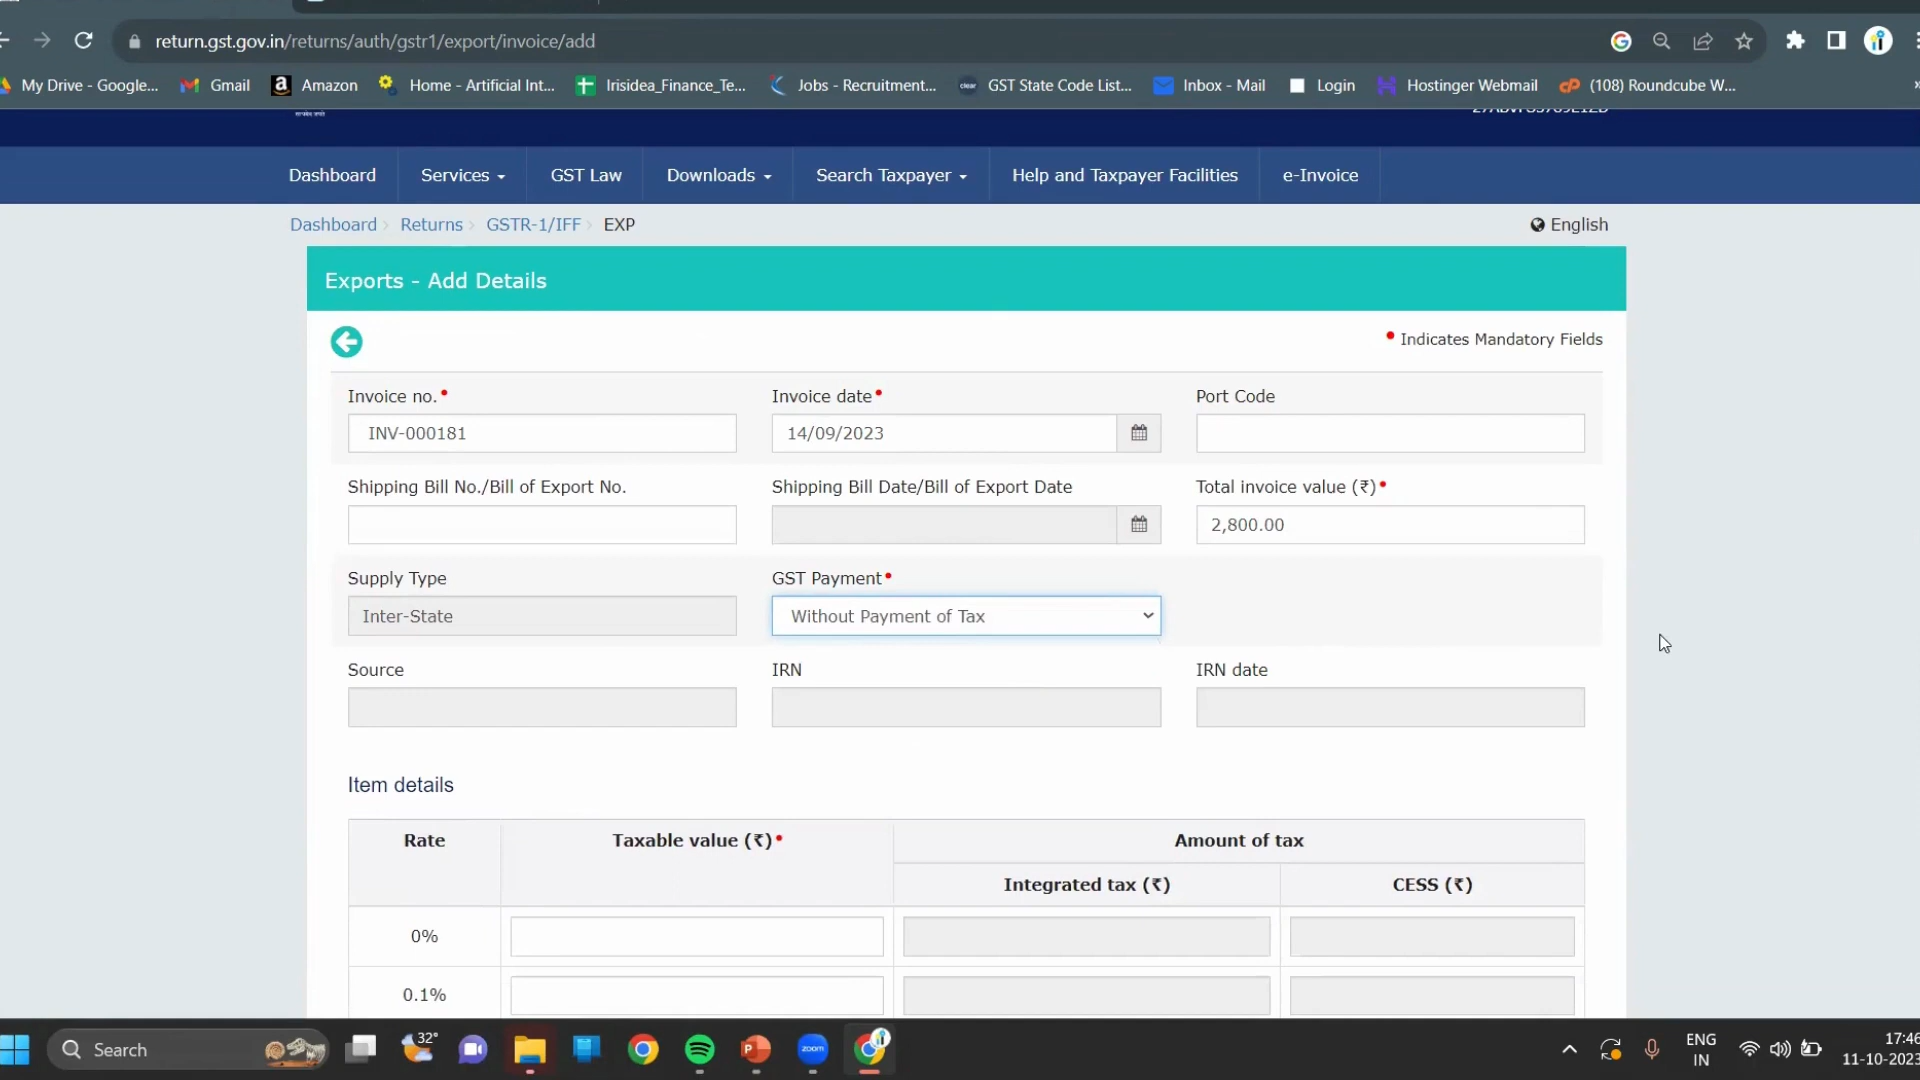 return.gst.gov.in/returns/auth/gstr1/export/invoice/add
My Drive - Google... Gmail Amazon Home - Artificial Int... Irisidea_Finance_Te... Jobs - Recruitment... GST State Code List... Inbox - Mail Login Hostinger Webmail (108) Roundcube W...
Dashboard Services GST Law Downloads Search Taxpayer Help and Taxpayer Facilities e-Invoice
Dashboard Returns GSTR-1/IFF EXP English
Exports - Add Details
• Indicates Mandatory Fields
Invoice no.• Invoice date• Port Code
INV-000181 14/09/2023
Shipping Bill No./Bill of Export No. Shipping Bill Date/Bill of Export Date Total invoice value (₹)•
2,800.00
Supply Type GST Payment•
Inter-State Without Payment of Tax
Source IRN IRN date
Item details
Rate Taxable value (₹)• Amount of tax
Integrated tax (₹) CESS (₹)
0%
0.1%
Search 32° zoom ENG 17:46
IN 11-10-2023